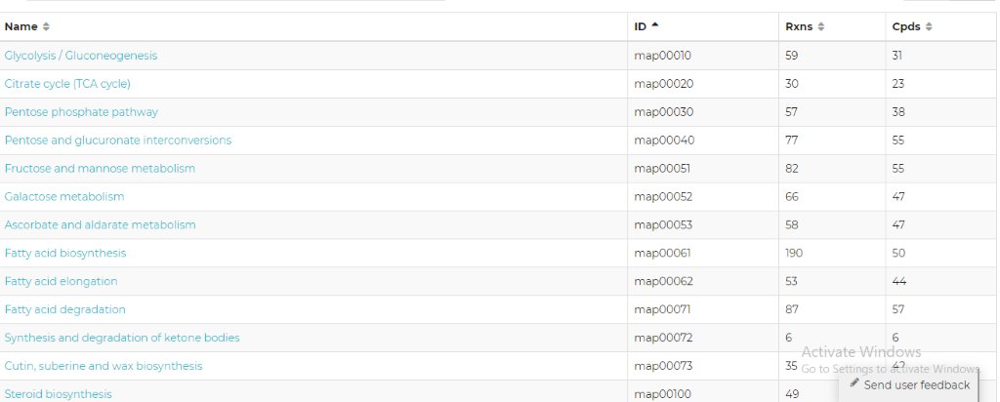 Name ID Rxns Cpds
Glycolysis / Gluconeogenesis map00010 59 31
Citrate cycle (TCA cycle) map00020 30 23
Pentose phosphate pathway map00030 57 38
Pentose and glucuronate interconversions map00040 77 55
Fructose and mannose metabolism map00051 82 55
Galactose metabolism map00052 66 47
Ascorbate and aldarate metabolism map00053 58 47
Fatty acid biosynthesis map00061 190 50
Fatty acid elongation map00062 53 44
Fatty acid degradation map00071 87 57
Synthesis and degradation of ketone bodies map00072 6 6
Activate Windows
Cutin, suberine and wax biosynthesis map00073 35
Go to Settings to activate Windows.
Send user feedback
Steroid biosynthesis map00100 49